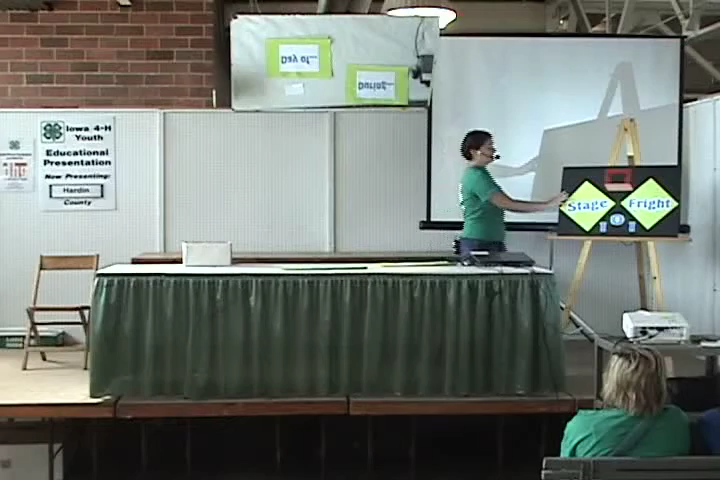 Day of...
During...
Iowa 4-H
Youth
Educational
Presentation
Now Presenting:
Hardin
County
Stage
Fright